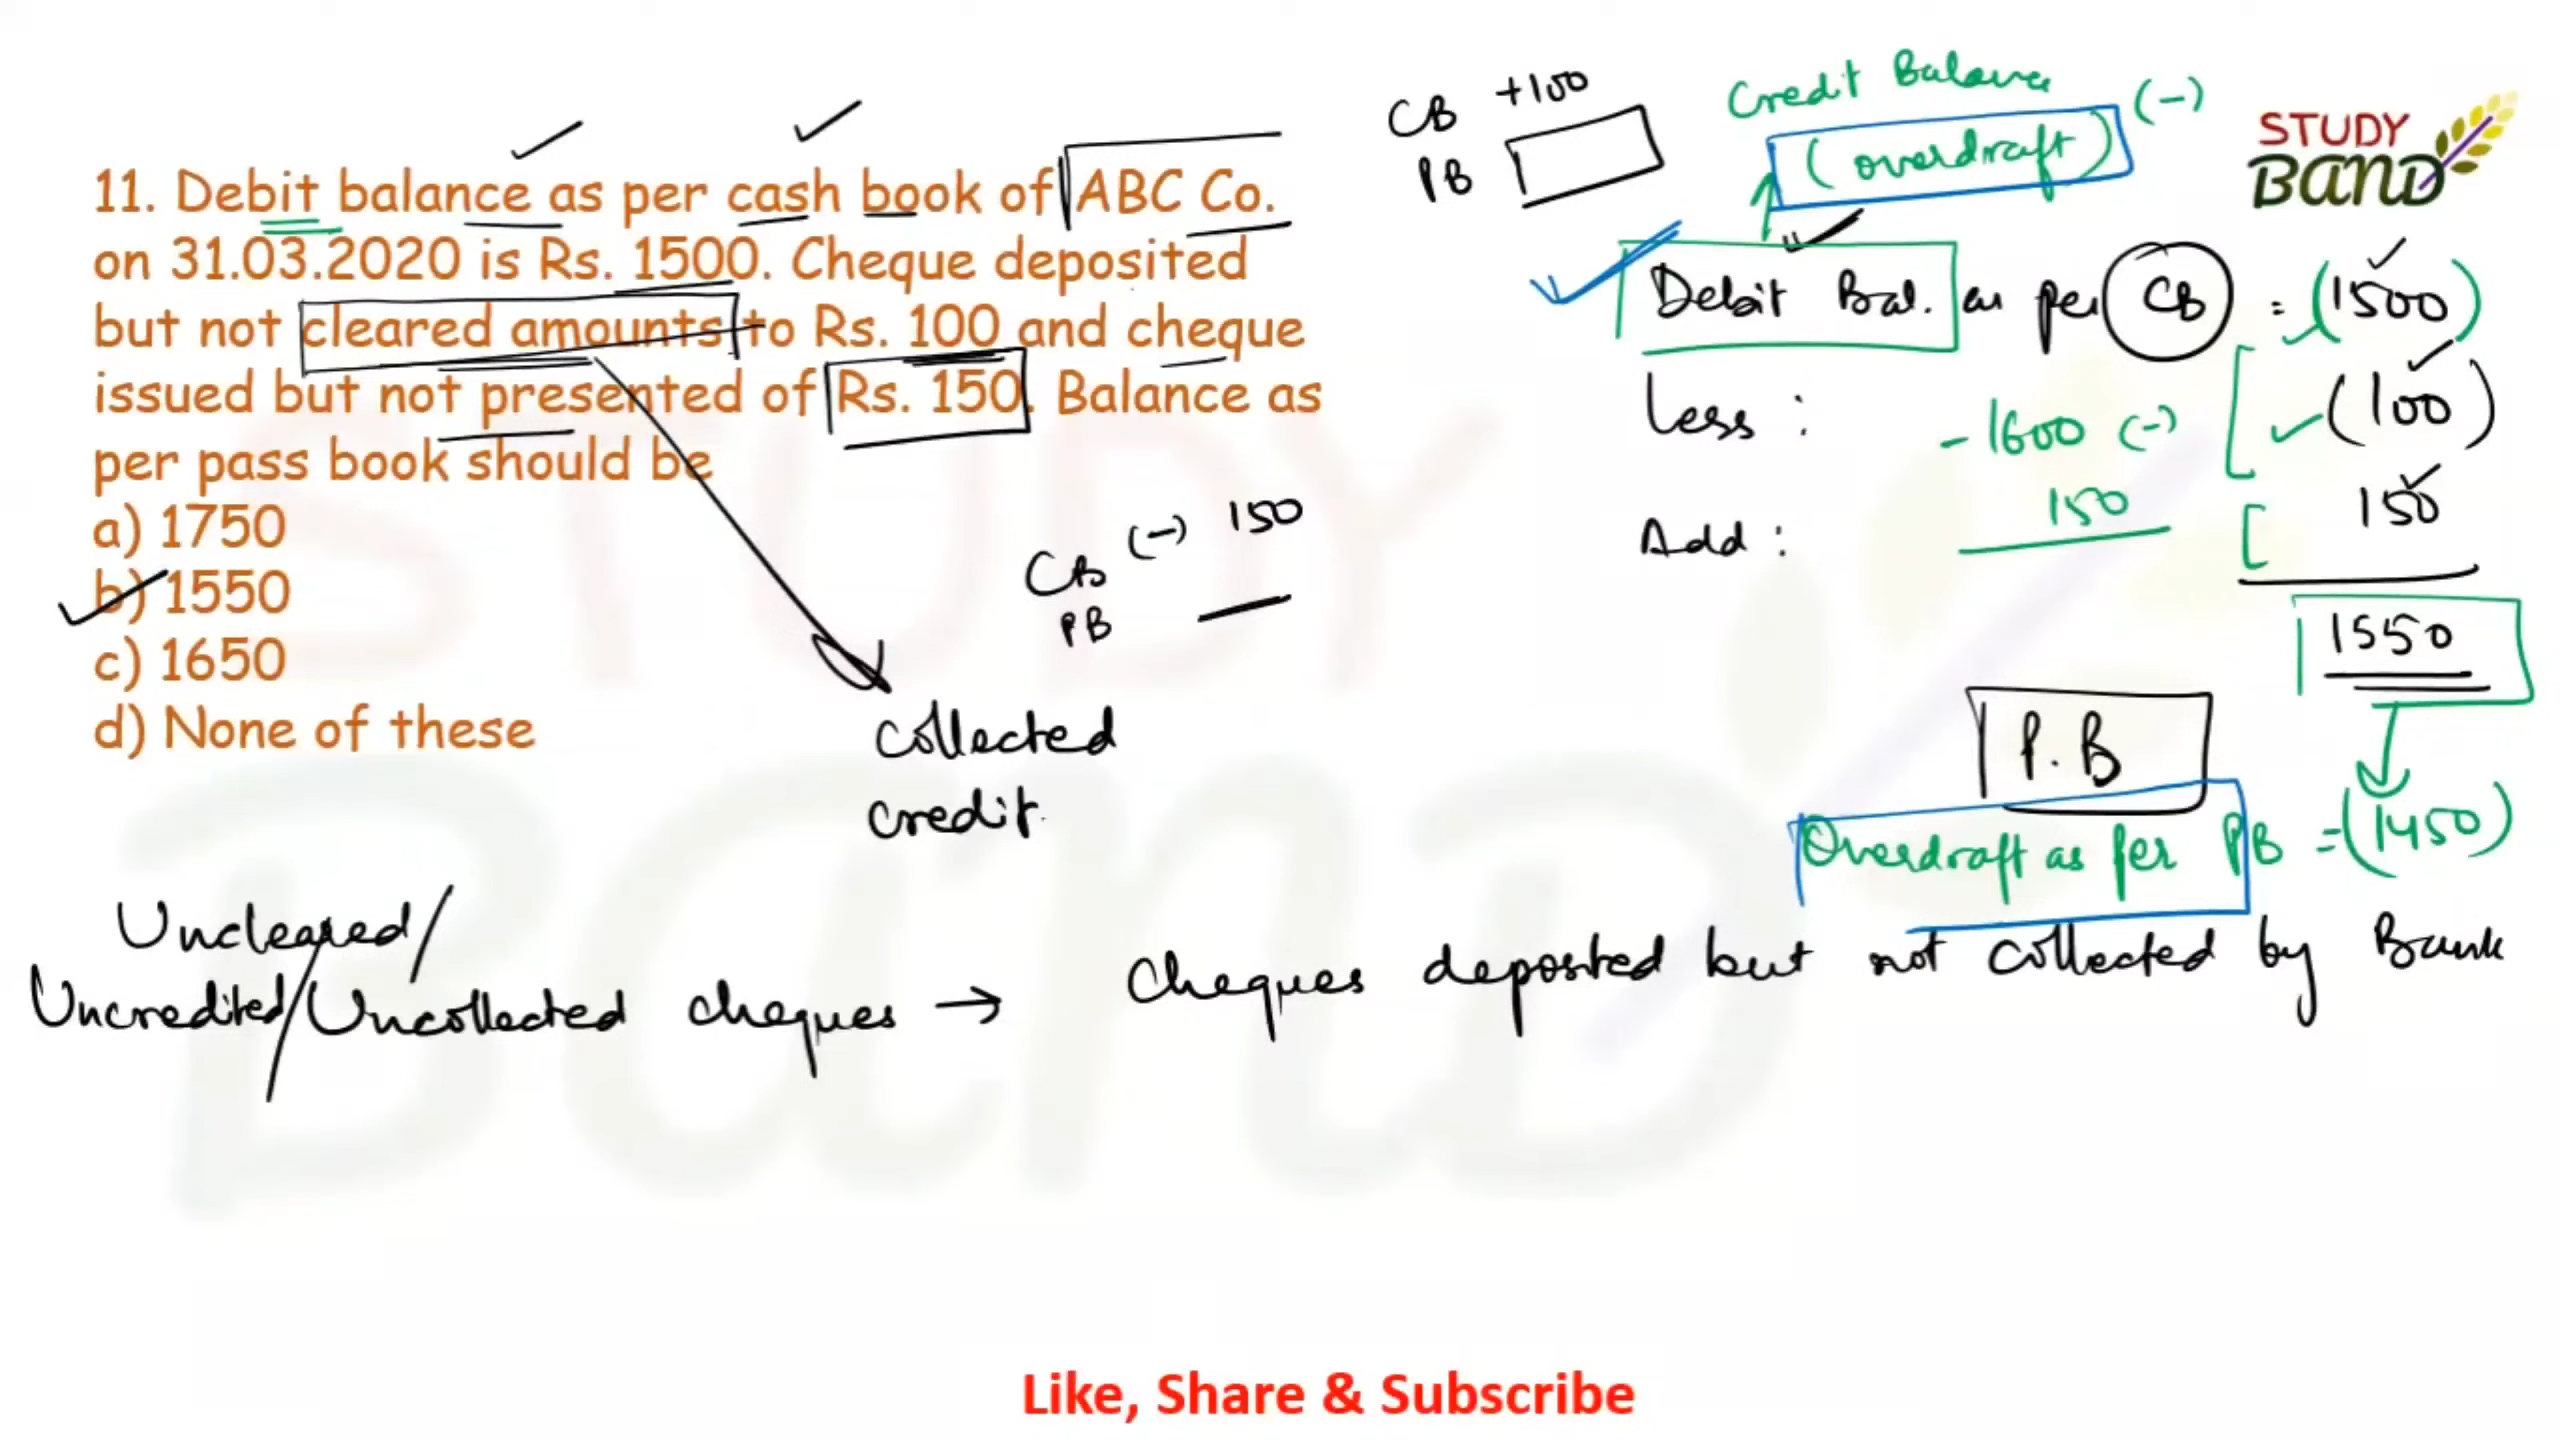 11. Debit balance as per cash book of ABC Co.
on 31.03.2020 is Rs. 1500. Cheque deposited
but not cleared amounts to Rs. 100 and cheque
issued but not presented of Rs. 150. Balance as
per pass book should be
a) 1750
b) 1550
c) 1650
d) None of these
CB +100
PB
Credit Balance
(overdraft) (-)
STUDY
BAND
Debit Bal. as per CB = (1500)
Less : -1600 (-) (100)
Add : 150 150
1550
P.B
Overdraft as per PB = (1450)
CB (-) 150
PB
Collected
Credit.
Uncleared/
Uncredited/Uncollected cheques → Cheques deposited but not collected by Bank
STUDY
BAND
Like, Share & Subscribe